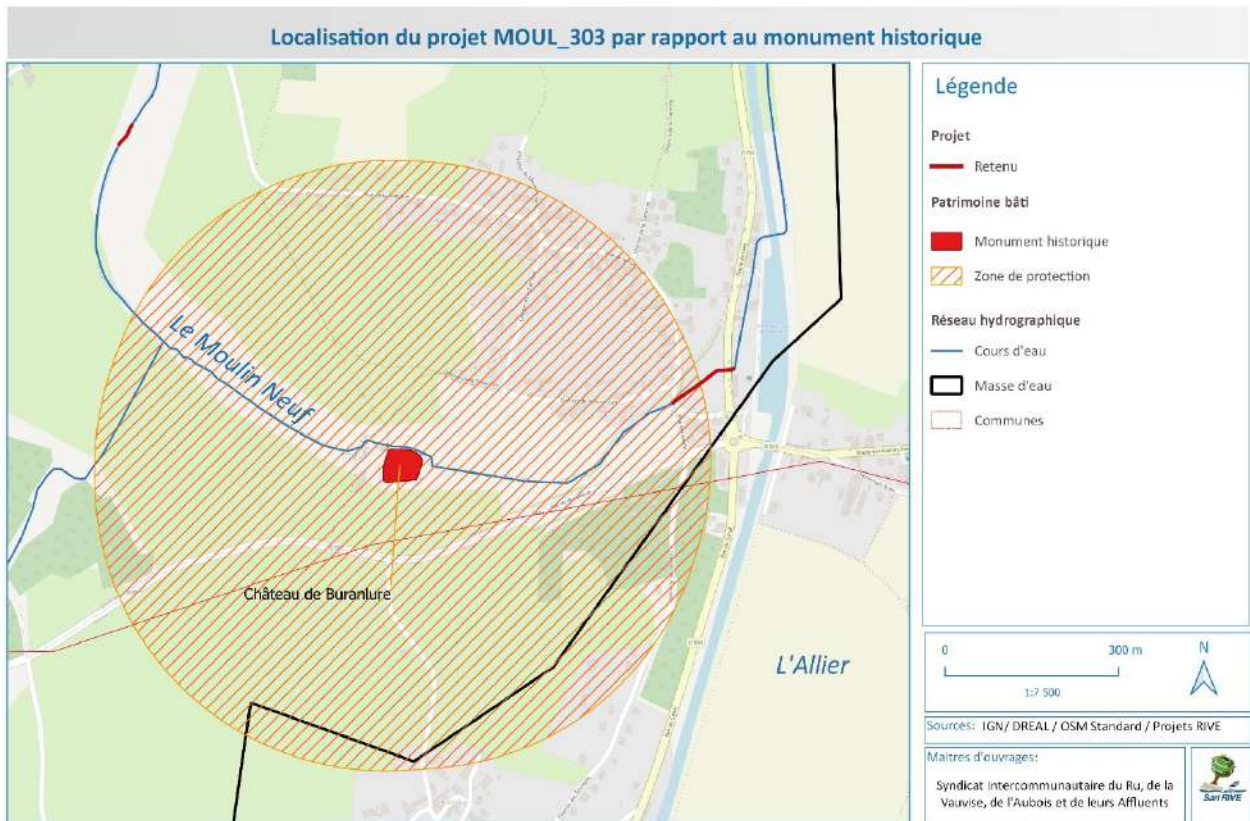 Localisation du projet MOUL_303 par rapport au monument historique
Le Moulin Neuf
Château de Buranlure
L'Allier
Légende
Projet
Retenu
Patrimoine bâti
Monument historique
Zone de protection
Réseau hydrographique
Cours d'eau
Masse d'eau
Communes
0 300 m N
1:7 500
Sources: IGN/ DREAL / OSM Standard / Projets RIVE
Maitres d'ouvrages:
Syndicat Intercommunautaire du Ru, de la
Vauvise, de l'Aubois et de leurs Affluents
Sarl RIVE